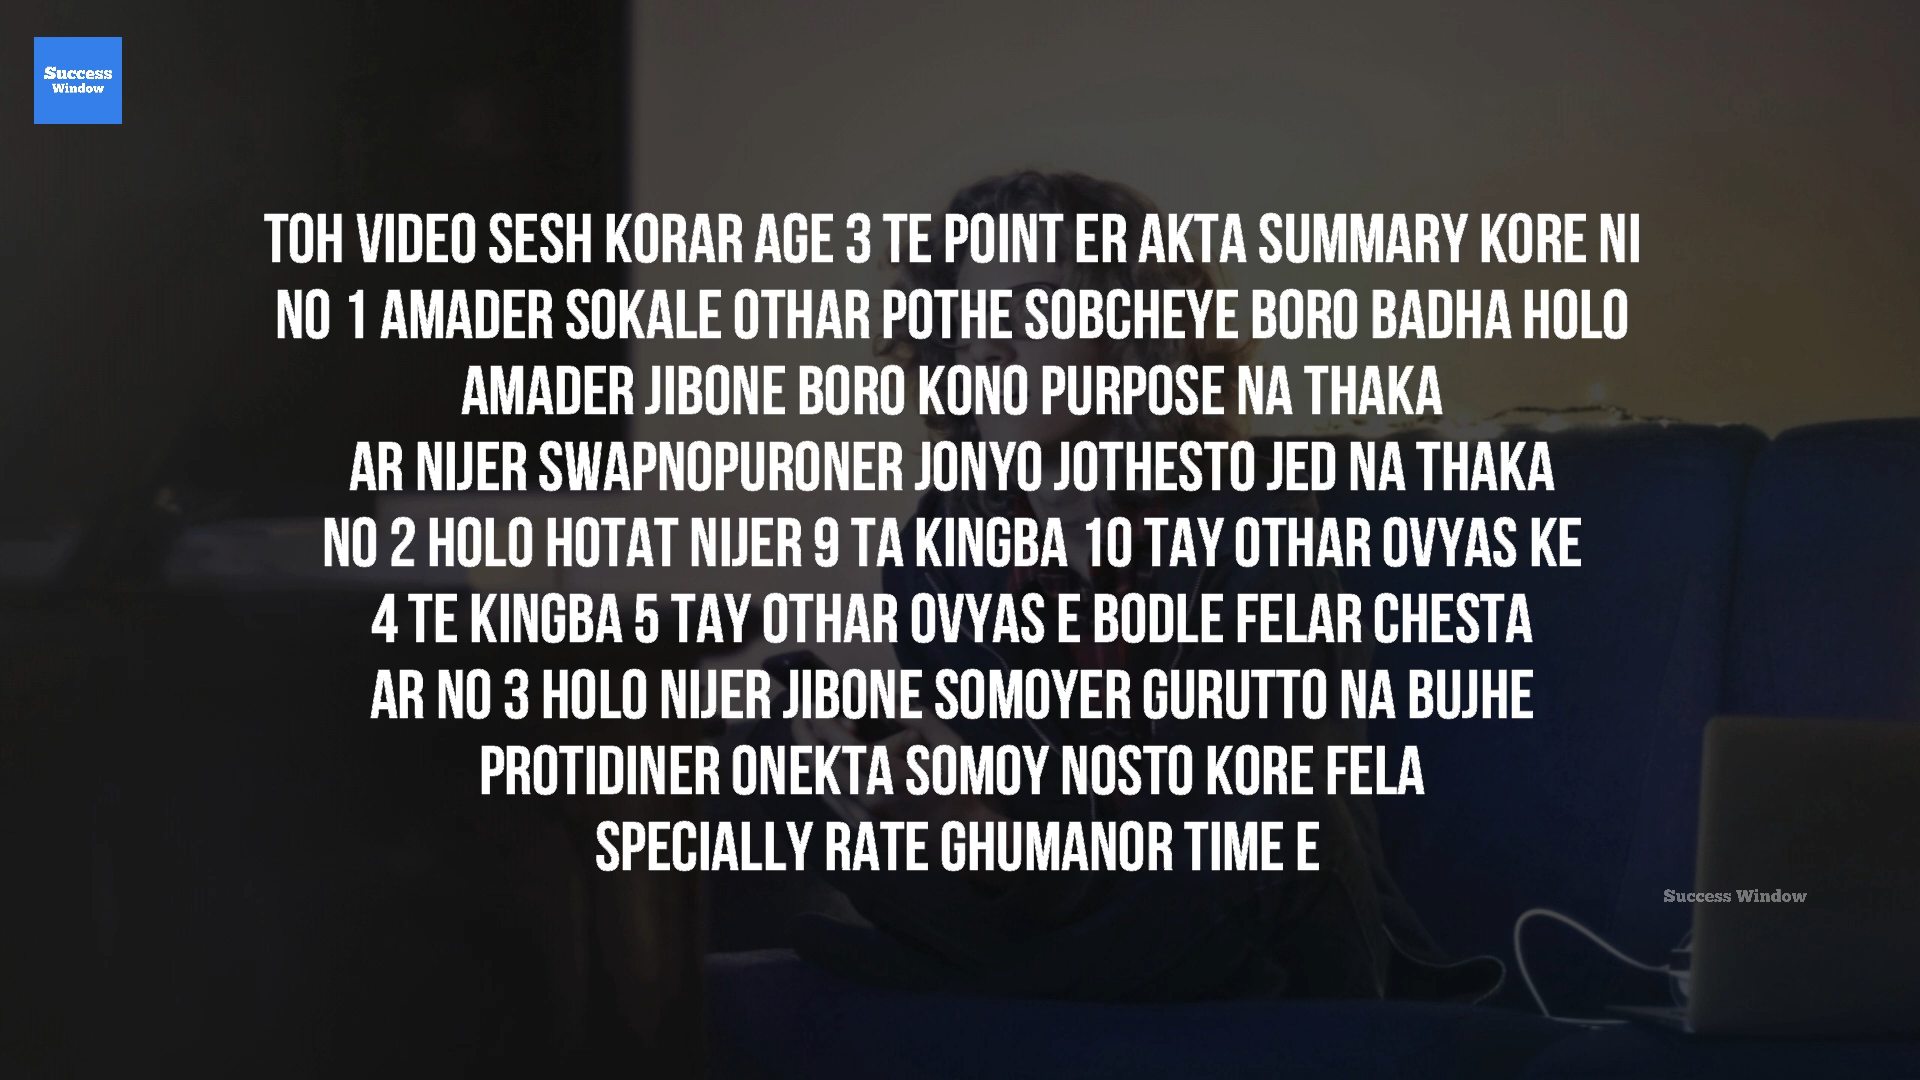 Success
Window
TOH VIDEO SESH KORAR AGE 3 TE POINT ER AKTA SUMMARY KORE NI
NO 1 AMADER SOKALE OTHAR POTHE SOBCHEYE BORO BADHA HOLO
AMADER JIBONE BORO KONO PURPOSE NA THAKA
AR NIJER SWAPNOPURONER JONYO JOTHESTO JED NA THAKA
NO 2 HOLO HOTAT NIJER 9 TA KINGBA 10 TAY OTHAR OVYAS KE
4 TE KINGBA 5 TAY OTHAR OVYAS E BODLE FELAR CHESTA
AR NO 3 HOLO NIJER JIBONE SOMOYER GURUTTO NA BUJHE
PROTIDINER ONEKTA SOMOY NOSTO KORE FELA
SPECIALLY RATE GHUMANOR TIME E
Success Window